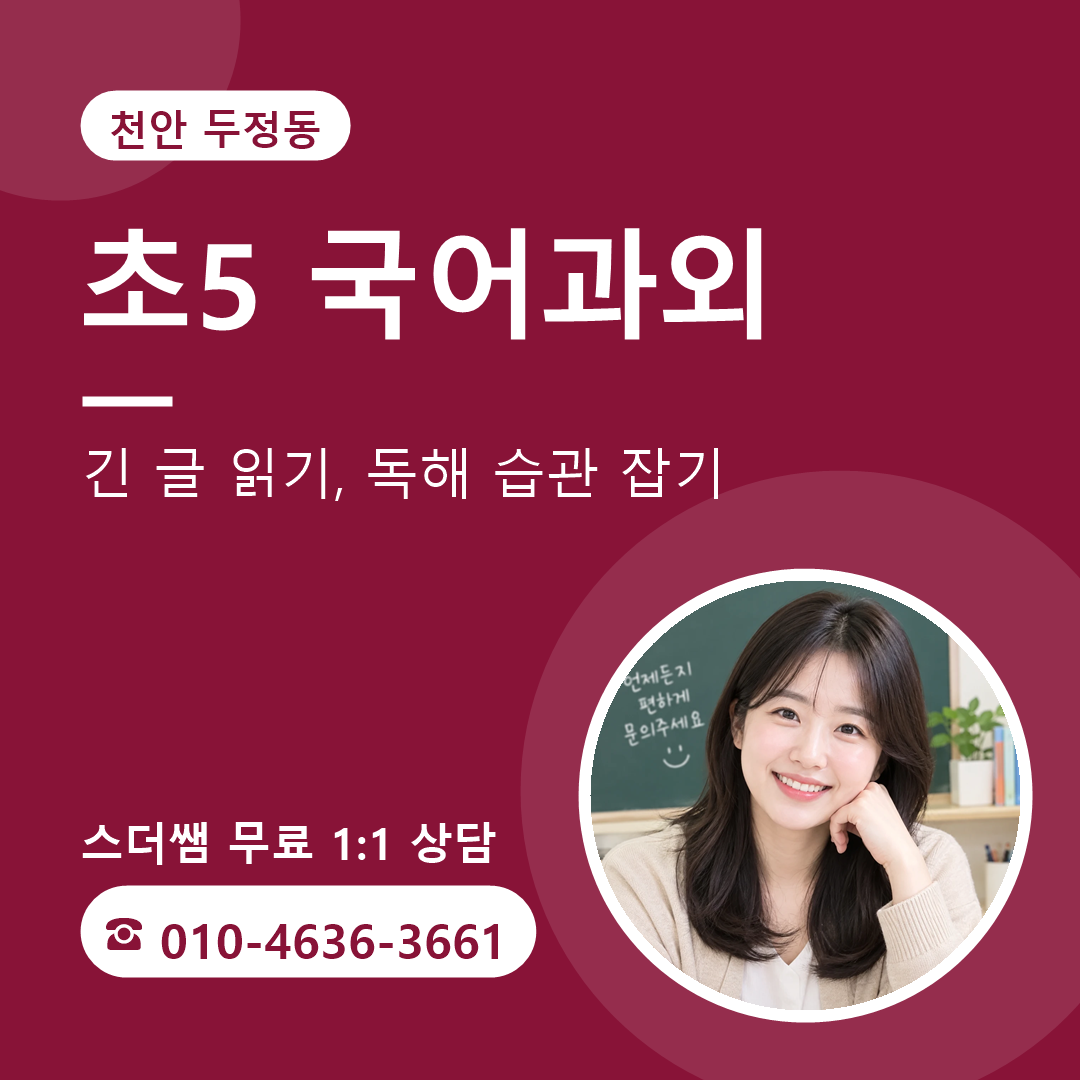 천안 두정동
초5 국어과외
긴 글 읽기, 독해 습관 잡기
언제든지
편하게
문의주세요
스더쌤 무료 1:1 상담
☎ 010-4636-3661